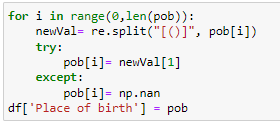 for i in range(0,len(pob)):
    newVal= re.split("[()]", pob[i])
    try:
        pob[i]= newVal[1]
    except:
        pob[i]= np.nan
df['Place of birth'] = pob